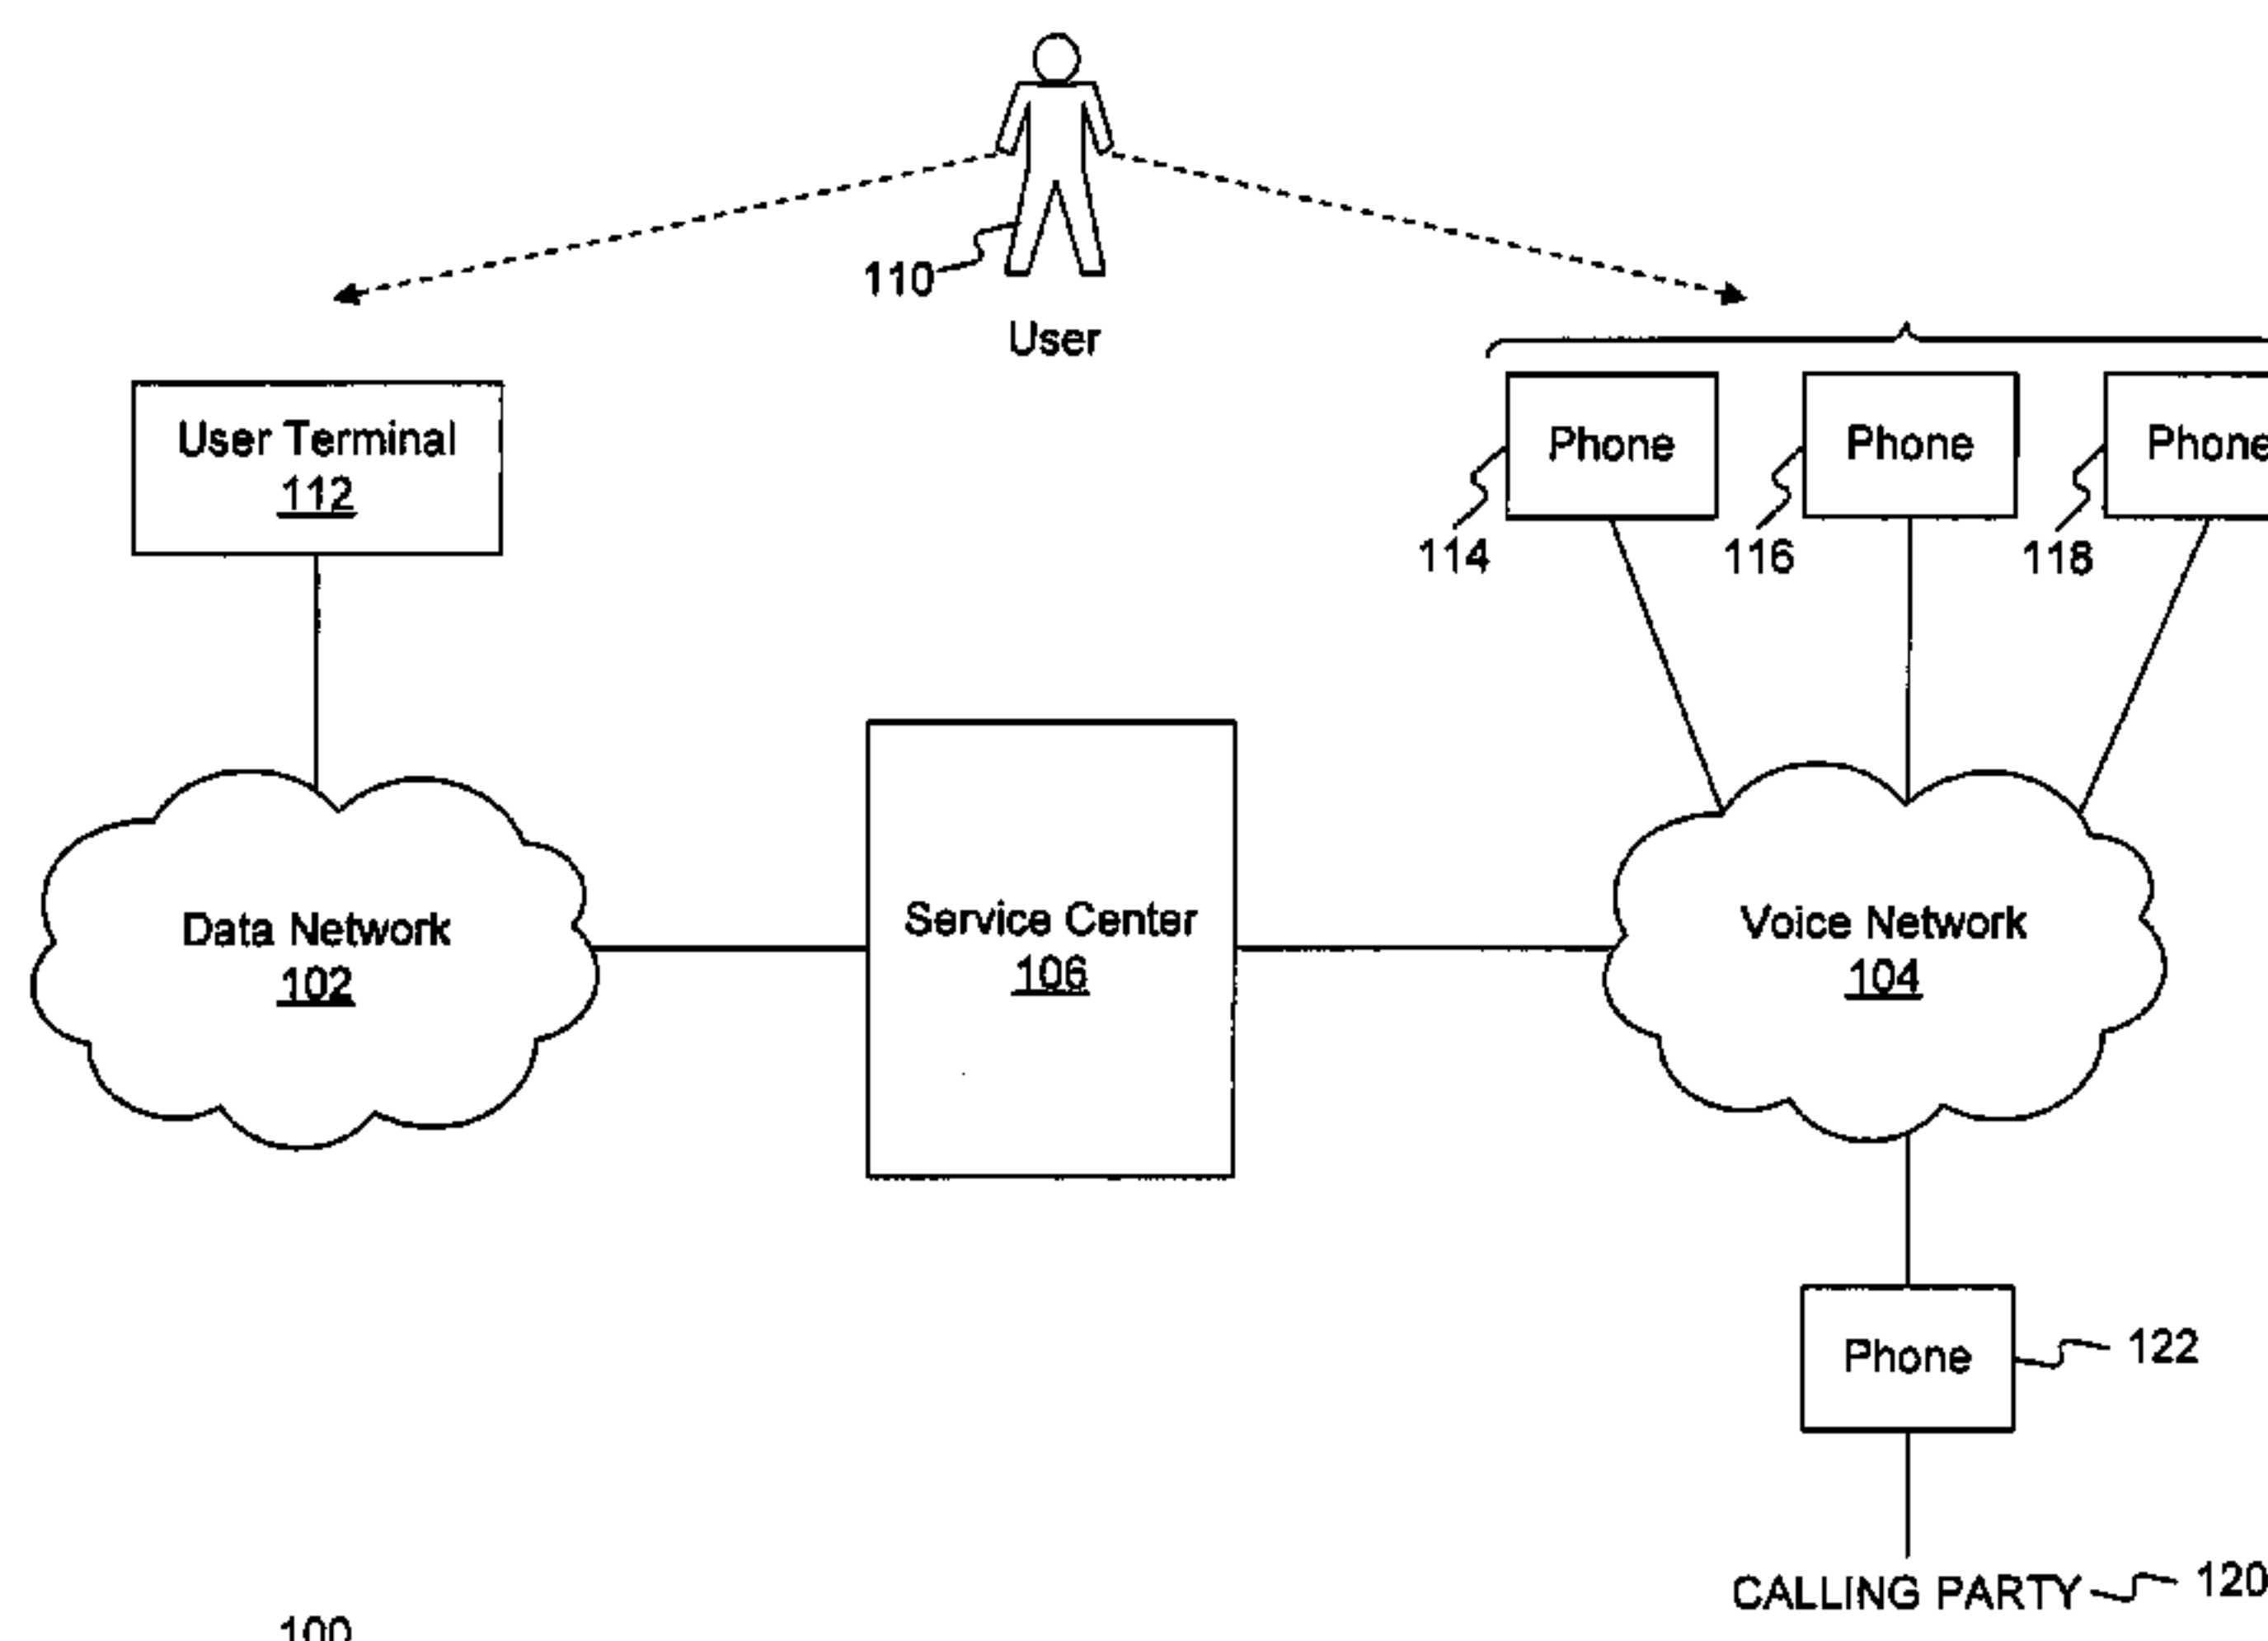 110
User
User Terminal
112
Phone
Phone
Phone
114
116
118
Data Network
102
Service Center
106
Voice Network
104
Phone
122
CALLING PARTY
120
100